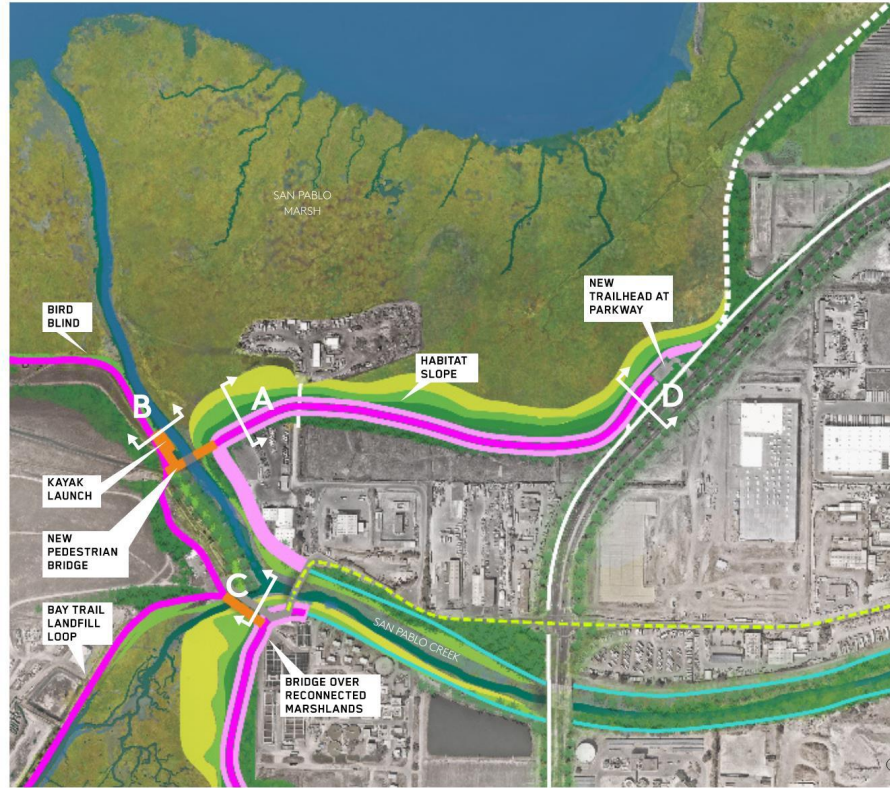 SAN PABLO
MARSH
NEW
TRAILHEAD AT
PARKWAY
BIRD
BLIND
HABITAT
SLOPE
A
B
D
KAYAK
LAUNCH
NEW
PEDESTRIAN
BRIDGE
C
BAY TRAIL
LANDFILL
LOOP
SAN PABLO CREEK
BRIDGE OVER
RECONNECTED
MARSHLANDS